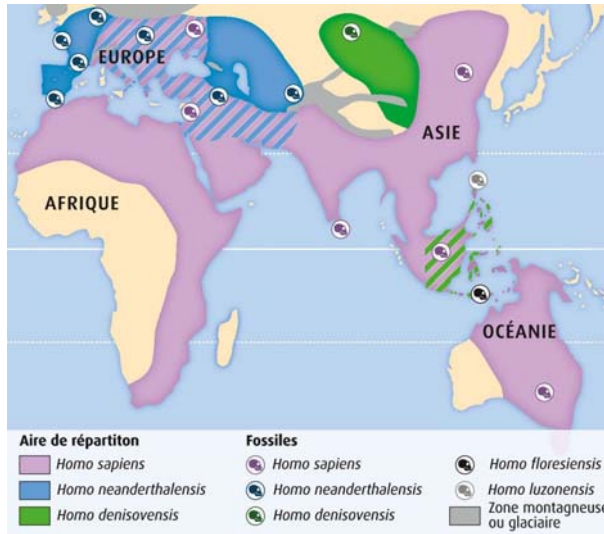 EUROPE
ASIE
AFRIQUE
OCÉANIE
Aire de répartiton
Homo sapiens
Homo neanderthalensis
Homo denisovensis
Fossiles
Homo sapiens
Homo neanderthalensis
Homo denisovensis
Homo floresiensis
Homo luzonensis
Zone montagneuse
ou glaciaire